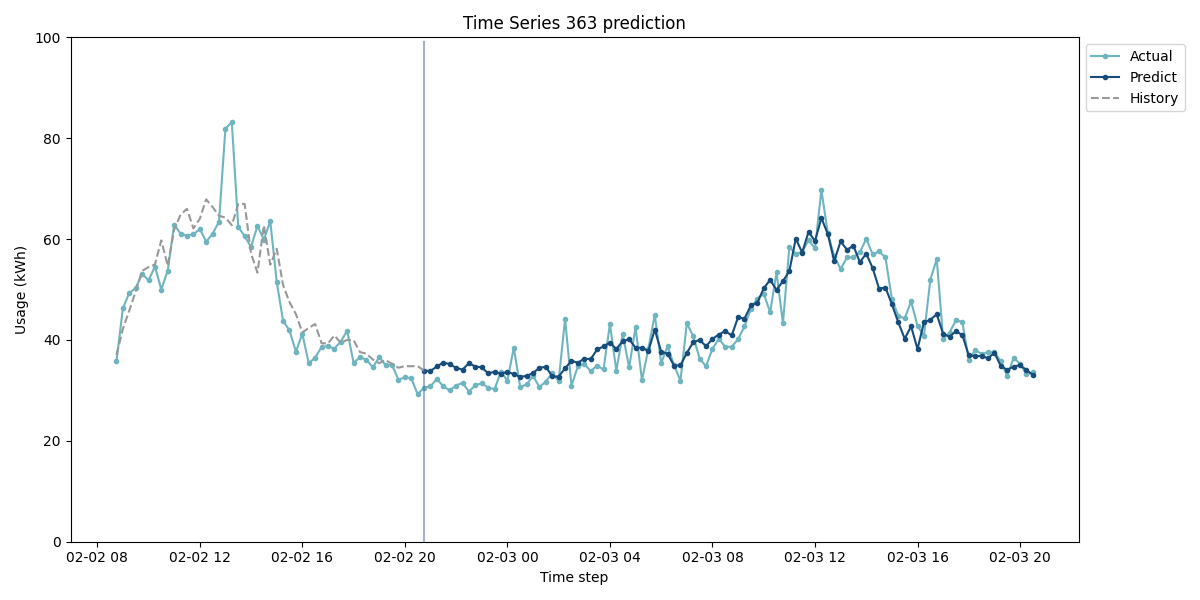 Time Series 363 prediction
100
80
60
40
20
0
Usage (kWh)
02-02 08
02-02 12
02-02 16
02-02 20
02-03 00
02-03 04
02-03 08
02-03 12
02-03 16
02-03 20
Time step
Actual
Predict
History